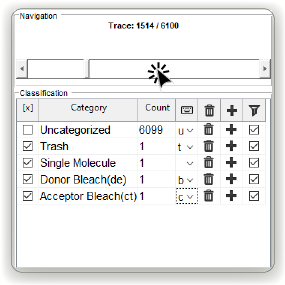 Navigation
Trace: 1514 / 6100
Classification
[x] Category Count
Uncategorized 6099 u
Trash 1 t
Single Molecule 1
Donor Bleach(de) 1 b
Acceptor Bleach(ct) 1 c